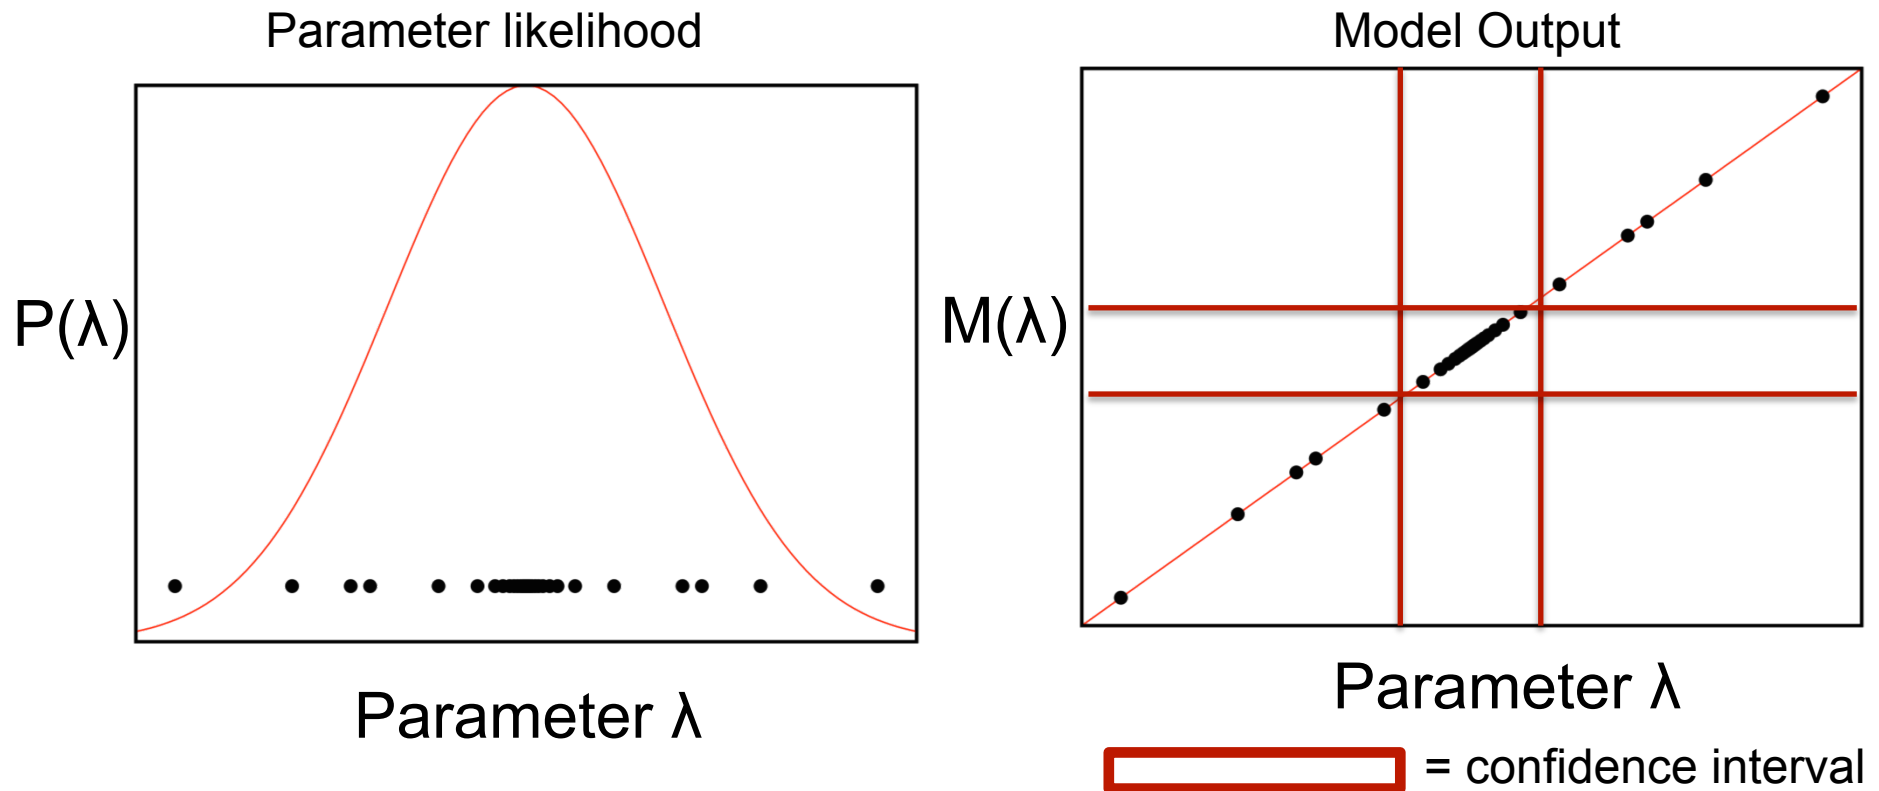 Parameter likelihood
P(λ)
Parameter λ
Model Output
M(λ)
Parameter λ
= confidence interval